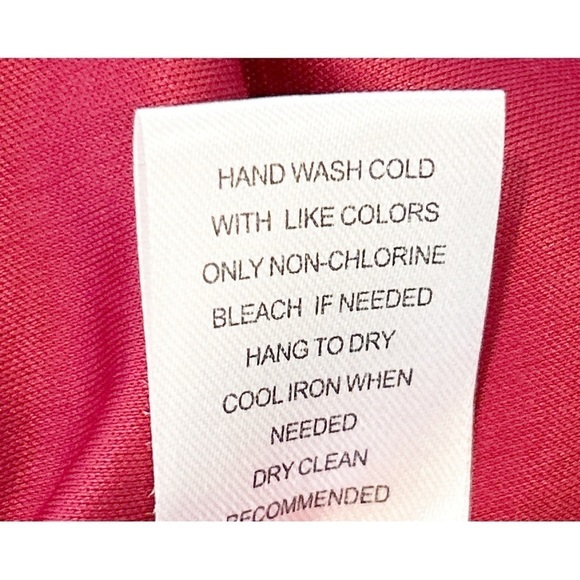 HAND WASH COLD
WITH LIKE COLORS
ONLY NON-CHLORINE
BLEACH IF NEEDED
HANG TO DRY
COOL IRON WHEN
NEEDED
DRY CLEAN
RECOMMENDED